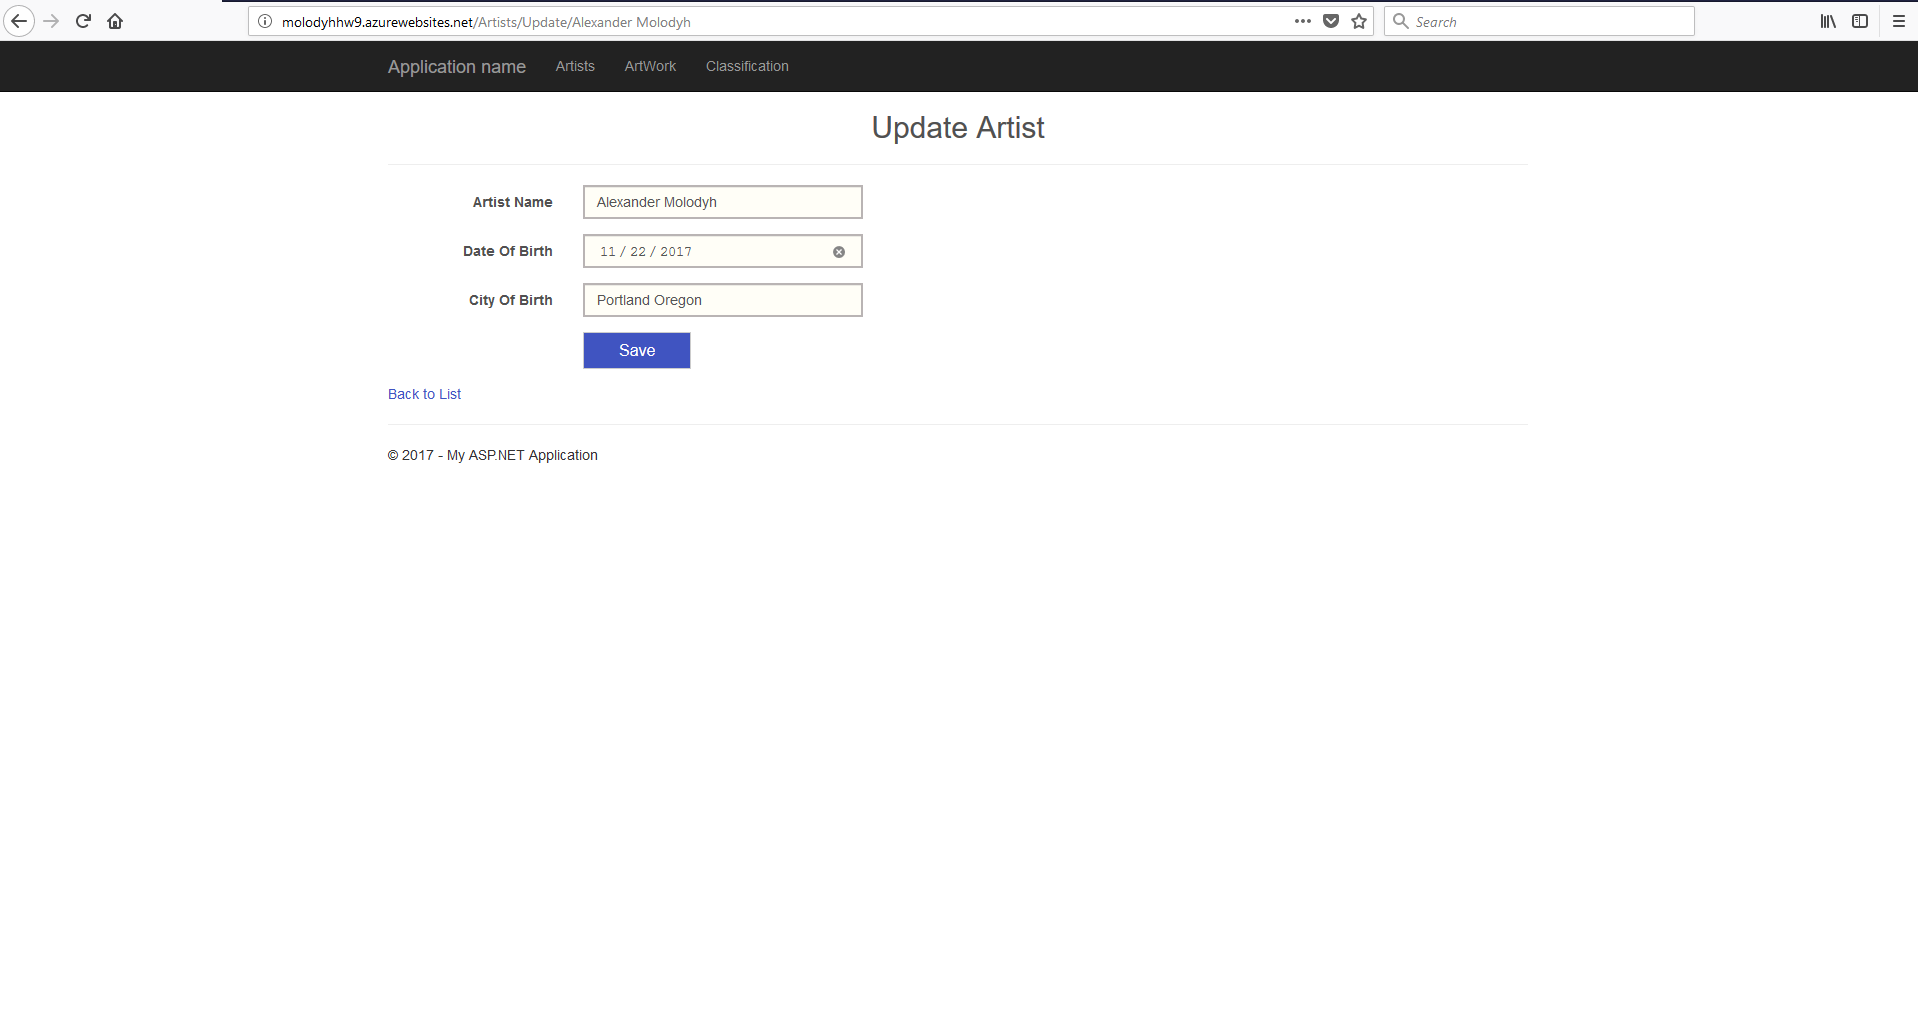 molodyhhw9.azurewebsites.net/Artists/Update/Alexander Molodyh
Search
Application name Artists ArtWork Classification
Update Artist
Artist Name Alexander Molodyh
Date Of Birth 11 / 22 / 2017
City Of Birth Portland Oregon
Save
Back to List
© 2017 - My ASP.NET Application